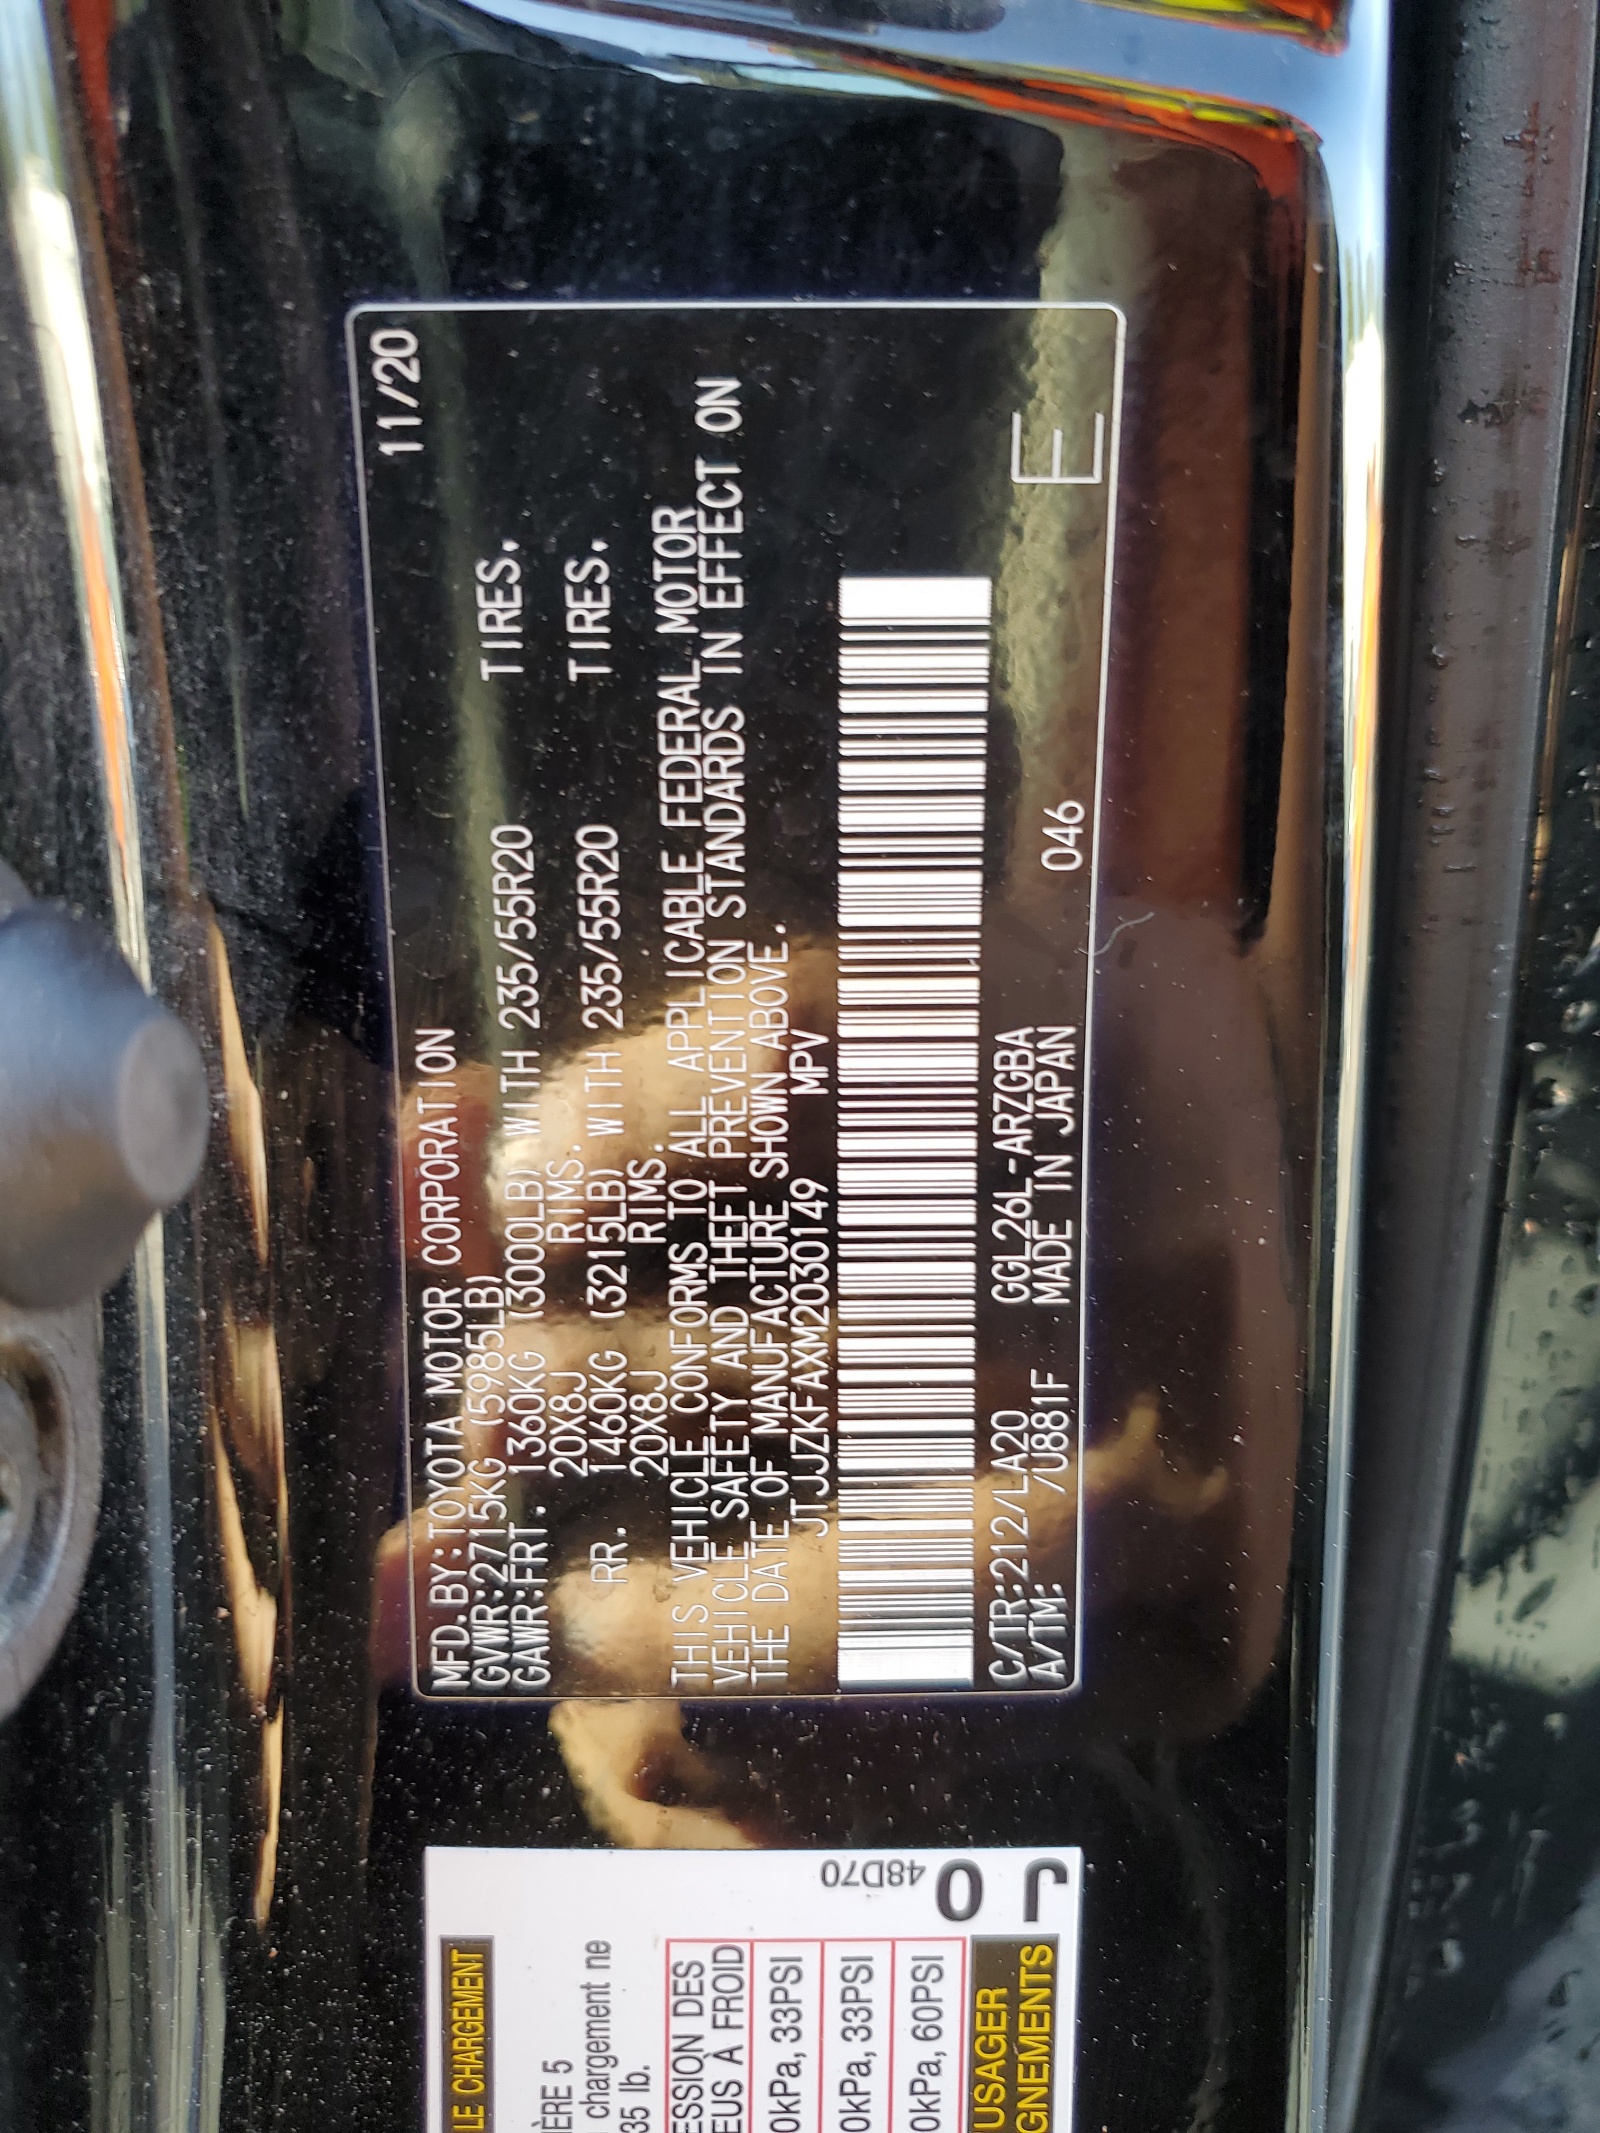 11/20
MFD.BY:TOYOTA MOTOR CORPORATION
GVWR:2715KG (5985LB)
GAWR:FRT. 1360KG (3000LB) WITH 235/55R20 TIRES.
20X8J RIMS.
RR. 1460KG (3215LB) WITH 235/55R20 TIRES.
20X8J RIMS.
THIS VEHICLE CONFORMS TO ALL APPLICABLE FEDERAL MOTOR
VEHICLE SAFETY AND THEFT PREVENTION STANDARDS IN EFFECT ON
THE DATE OF MANUFACTURE SHOWN ABOVE.
JTJJZKFAXM2030149 MPV
C/TR:212/LA20 GGL26L-ARZGBA
A/TM: /U881F MADE IN JAPAN 046
E
LE CHARGEMENT
IÈRE 5
chargement ne
35 lb.
ESSION DES
EUS À FROID
0kPa, 33PSI
0kPa, 33PSI
0kPa, 60PSI
USAGER
GNEMENTS
48D70
J0